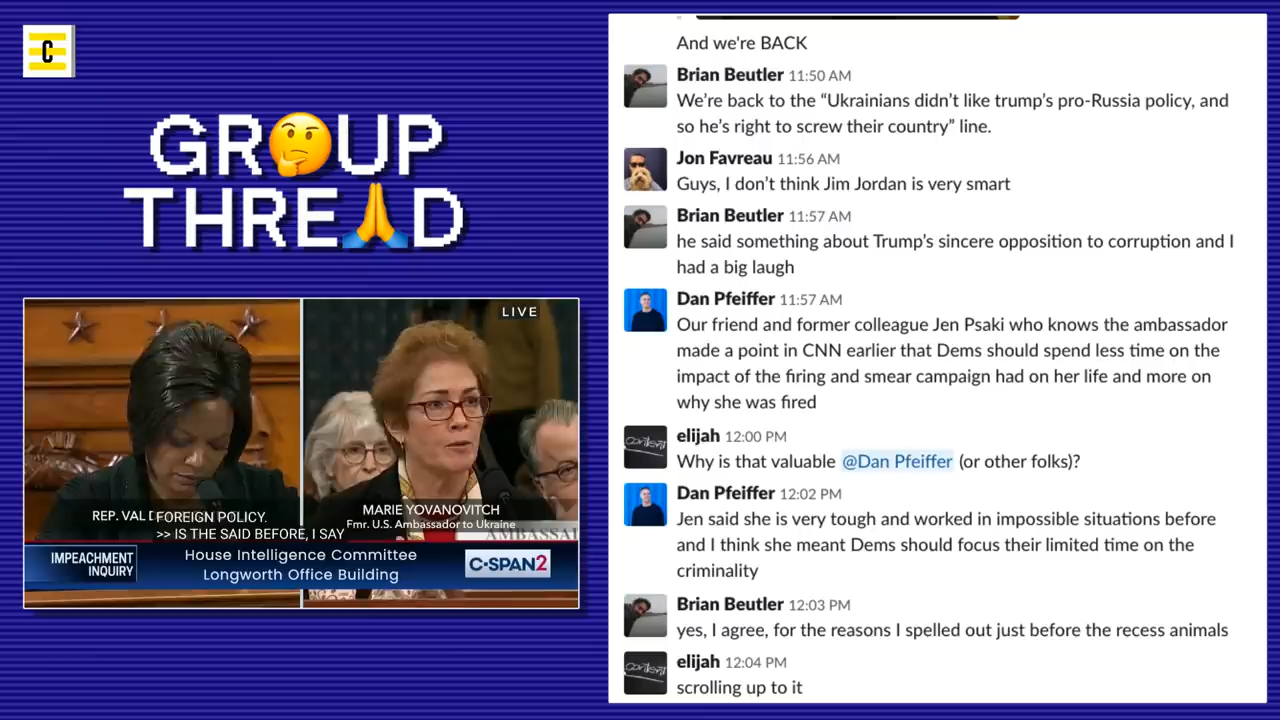 C
GR🤔UP
THRE🙏D
LIVE
REP. VAL
FOREIGN POLICY.
>> IS THE SAID BEFORE, I SAY
MARIE YOVANOVITCH
Fmr. U.S. Ambassador to Ukraine
IMPEACHMENT
INQUIRY
House Intelligence Committee
Longworth Office Building
C-SPAN2
And we're BACK
Brian Beutler 11:50 AM
We’re back to the “Ukrainians didn’t like trump’s pro-Russia policy, and
so he’s right to screw their country” line.
Jon Favreau 11:56 AM
Guys, I don’t think Jim Jordan is very smart
Brian Beutler 11:57 AM
he said something about Trump’s sincere opposition to corruption and I
had a big laugh
Dan Pfeiffer 11:57 AM
Our friend and former colleague Jen Psaki who knows the ambassador
made a point in CNN earlier that Dems should spend less time on the
impact of the firing and smear campaign had on her life and more on
why she was fired
elijah 12:00 PM
Why is that valuable @Dan Pfeiffer (or other folks)?
Dan Pfeiffer 12:02 PM
Jen said she is very tough and worked in impossible situations before
and I think she meant Dems should focus their limited time on the
criminality
Brian Beutler 12:03 PM
yes, I agree, for the reasons I spelled out just before the recess animals
elijah 12:04 PM
scrolling up to it